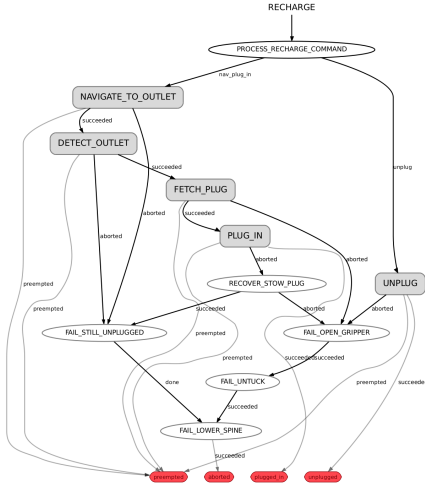 RECHARGE
PROCESS_RECHARGE_COMMAND
nav_plug_in
NAVIGATE_TO_OUTLET
succeeded
DETECT_OUTLET
succeeded
unplug
FETCH_PLUG
succeeded
aborted
PLUG_IN
aborted
aborted
aborted
RECOVER_STOW_PLUG
UNPLUG
preempted
preempted
succeeded
aborted
aborted
FAIL_STILL_UNPLUGGED
preempted
FAIL_OPEN_GRIPPER
preempted
succeeded
succeeded
done
FAIL_UNTUCK
preempted
succeeded
succeeded
FAIL_LOWER_SPINE
succeeded
preempted
aborted
plugged_in
unplugged